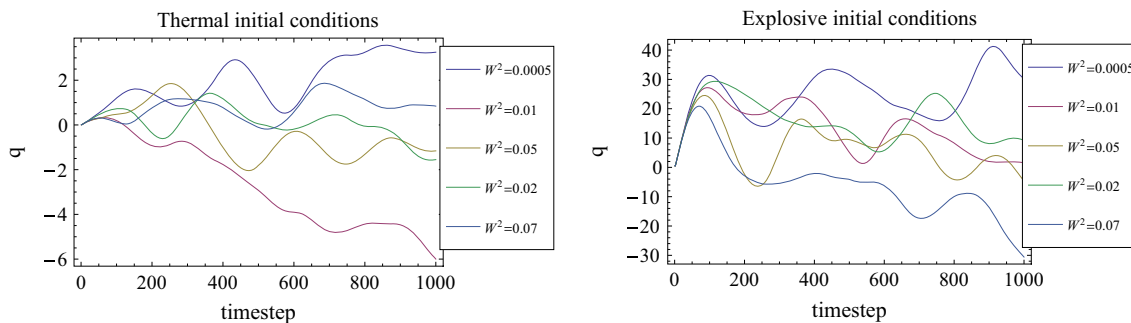 Thermal initial conditions
q
2
0
−2
−4
−6
0 200 400 600 800 1000
timestep
W²=0.0005
W²=0.01
W²=0.05
W²=0.02
W²=0.07
Explosive initial conditions
q
40
30
20
10
0
−10
−20
−30
0 200 400 600 800 1000
timestep
W²=0.0005
W²=0.01
W²=0.05
W²=0.02
W²=0.07